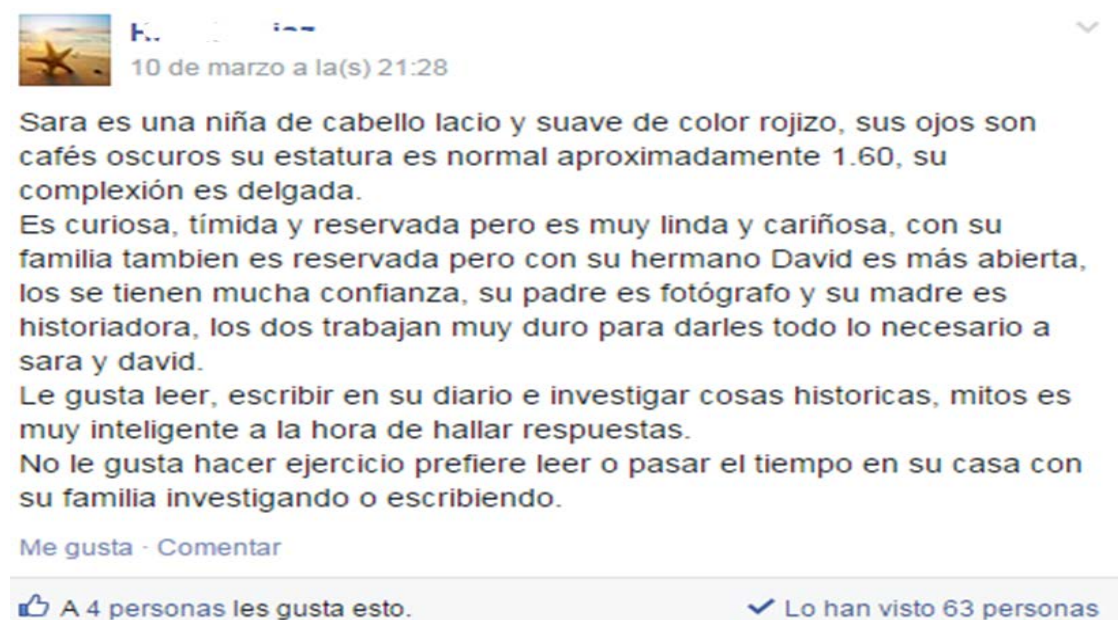 10 de marzo a la(s) 21:28
Sara es una niña de cabello lacio y suave de color rojizo, sus ojos son
cafés oscuros su estatura es normal aproximadamente 1.60, su
complexión es delgada.
Es curiosa, tímida y reservada pero es muy linda y cariñosa, con su
familia tambien es reservada pero con su hermano David es más abierta,
los se tienen mucha confianza, su padre es fotógrafo y su madre es
historiadora, los dos trabajan muy duro para darles todo lo necesario a
sara y david.
Le gusta leer, escribir en su diario e investigar cosas historicas, mitos es
muy inteligente a la hora de hallar respuestas.
No le gusta hacer ejercicio prefiere leer o pasar el tiempo en su casa con
su familia investigando o escribiendo.
Me gusta · Comentar
A 4 personas les gusta esto. Lo han visto 63 personas